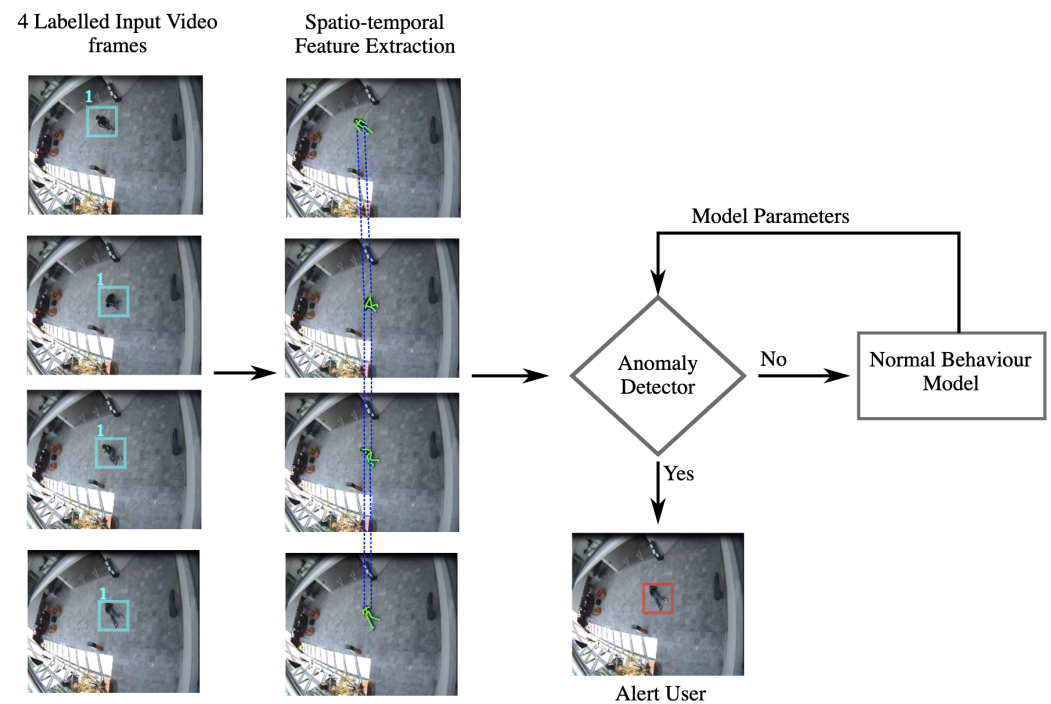 4 Labelled Input Video
frames
Spatio-temporal
Feature Extraction
1
1
1
1
Model Parameters
Anomaly
Detector
No
Normal Behaviour
Model
Yes
Alert User